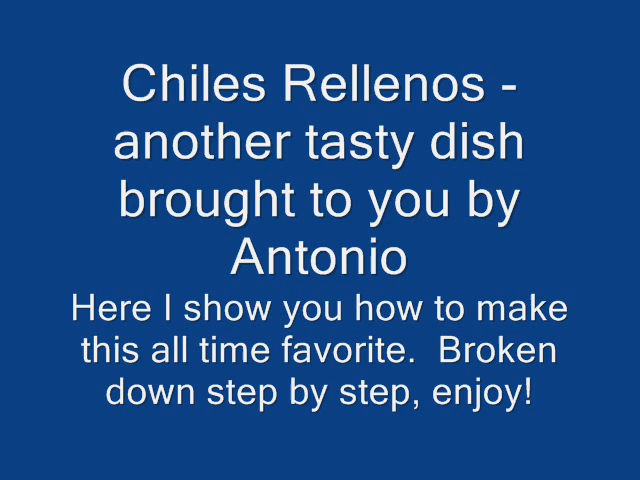 Chiles Rellenos -
another tasty dish
brought to you by
Antonio
Here I show you how to make
this all time favorite.  Broken
down step by step, enjoy!